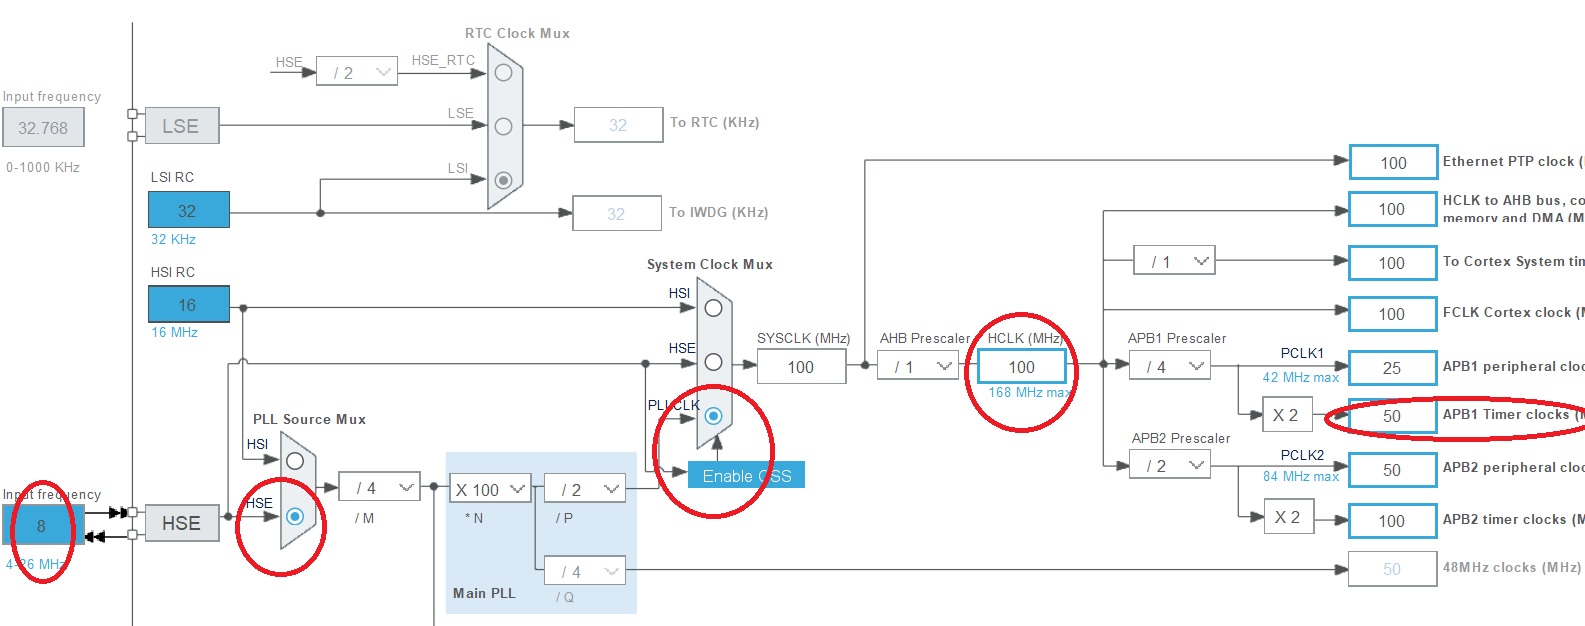 RTC Clock Mux
HSE
/ 2
HSE_RTC
Input frequency
32.768
0-1000 KHz
LSE
LSE
32
To RTC (KHz)
LSI
LSI RC
32
32 KHz
32
To IWDG (KHz)
HSI RC
16
16 MHz
System Clock Mux
HSI
HSE
PLLCLK
Enable CSS
SYSCLK (MHz)
100
AHB Prescaler
/ 1
HCLK (MHz)
100
168 MHz max
PLL Source Mux
HSI
HSE
Input frequency
8
4-26 MHz
HSE
/ 4
/ M
X 100
* N
/ 2
/ P
/ 4
/ Q
Main PLL
100
Ethernet PTP clock (
100
HCLK to AHB bus, co
memory and DMA (M
/ 1
100
To Cortex System tin
100
FCLK Cortex clock (M
APB1 Prescaler
/ 4
PCLK1
42 MHz max
25
APB1 peripheral cloc
X 2
50
APB1 Timer clocks (M
APB2 Prescaler
/ 2
PCLK2
84 MHz max
50
APB2 peripheral cloc
X 2
100
APB2 timer clocks (M
50
48MHz clocks (MHz)